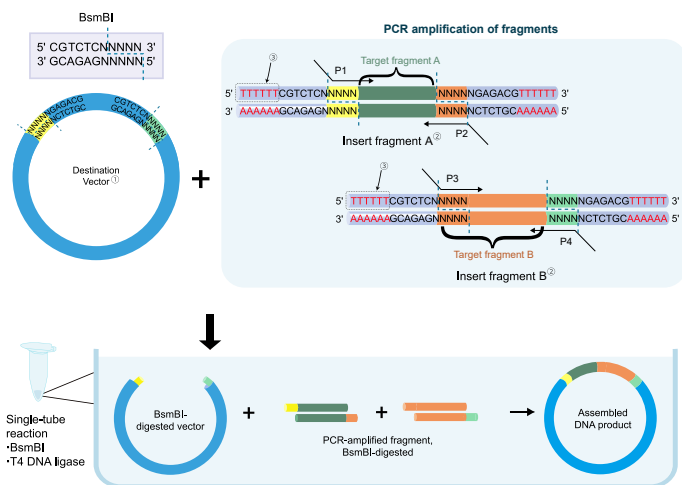 BsmBI
5' CGTCTCNNNNN 3'
3' GCAGAGNNNNN 5'
PCR amplification of fragments
③
P1
Target fragment A
5' TTTTTTCGTCTCNNNNN NNNNNGAGACGTTTTTT 3'
3' AAAAAAGCAGAGNNNNN NNNNNCTCTGCAAAAAA 5'
P2
Insert fragment A②
NNNNNGAGACG
NNNNNCTCTGC
CGTCTCNNNNN
GCAGAGNNNNN
Destination
Vector①
+
③
P3
5' TTTTTTCGTCTCNNNNN NNNNNGAGACGTTTTTT 3'
3' AAAAAAGCAGAGNNNNN NNNNNCTCTGCAAAAAA 5'
P4
Target fragment B
Insert fragment B②
Single-tube
reaction
•BsmBI
•T4 DNA ligase
BsmBI-
digested vector
+
+
PCR-amplified fragment,
BsmBI-digested
Assembled
DNA product